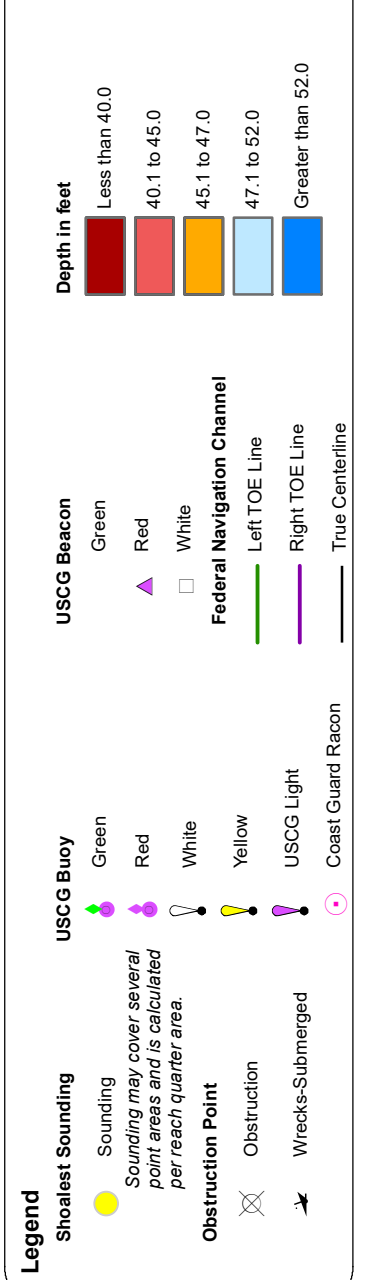 Legend
Shoalest Sounding
Sounding
Sounding may cover several
point areas and is calculated
per reach quarter area.
Obstruction Point
Obstruction
Wrecks-Submerged
USCG Buoy
Green
Red
White
Yellow
USCG Light
Coast Guard Racon
USCG Beacon
Green
Red
White
Federal Navigation Channel
Left TOE Line
Right TOE Line
True Centerline
Depth in feet
Less than 40.0
40.1 to 45.0
45.1 to 47.0
47.1 to 52.0
Greater than 52.0